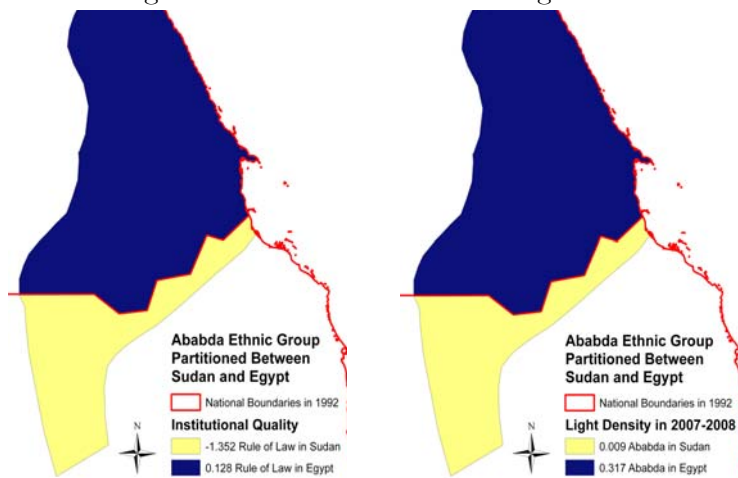 Ababda Ethnic Group
Partitioned Between
Sudan and Egypt
National Boundaries in 1992
Institutional Quality
N
-1.352 Rule of Law in Sudan
0.128 Rule of Law in Egypt
Ababda Ethnic Group
Partitioned Between
Sudan and Egypt
National Boundaries in 1992
Light Density in 2007-2008
N
0.009 Ababda in Sudan
0.317 Ababda in Egypt